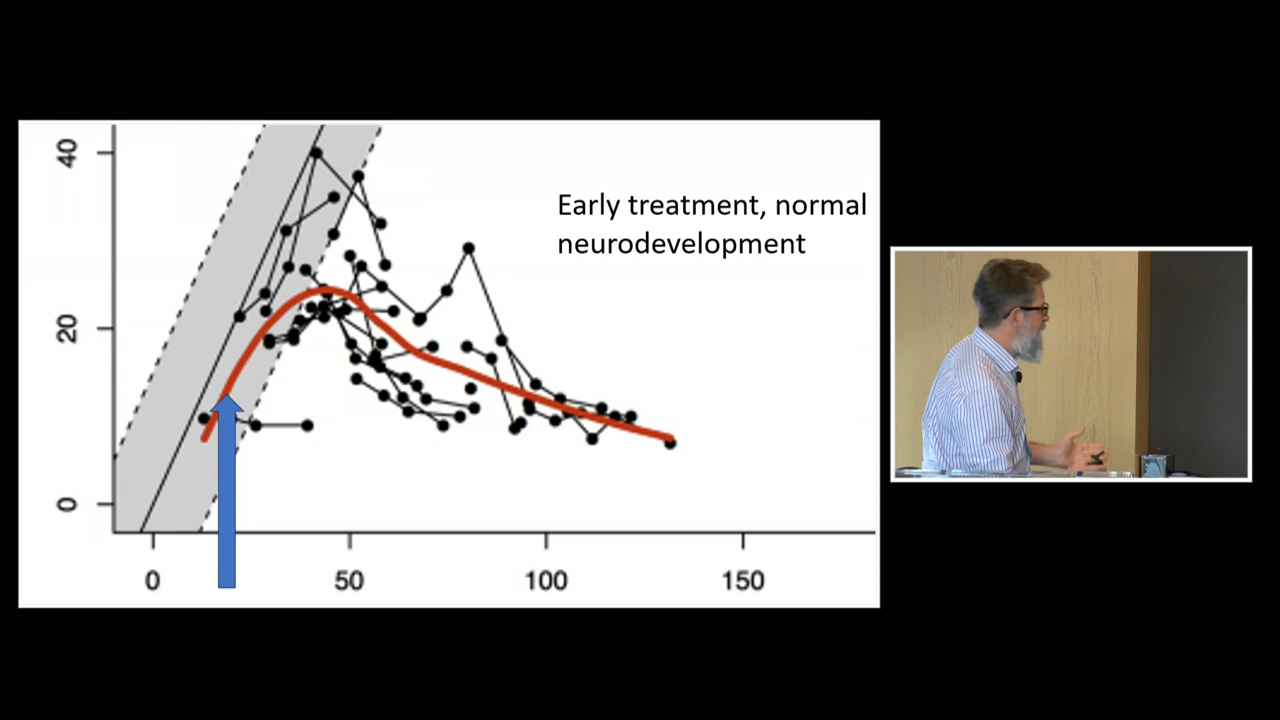 40
Early treatment, normal
neurodevelopment
20
0
0 50 100 150